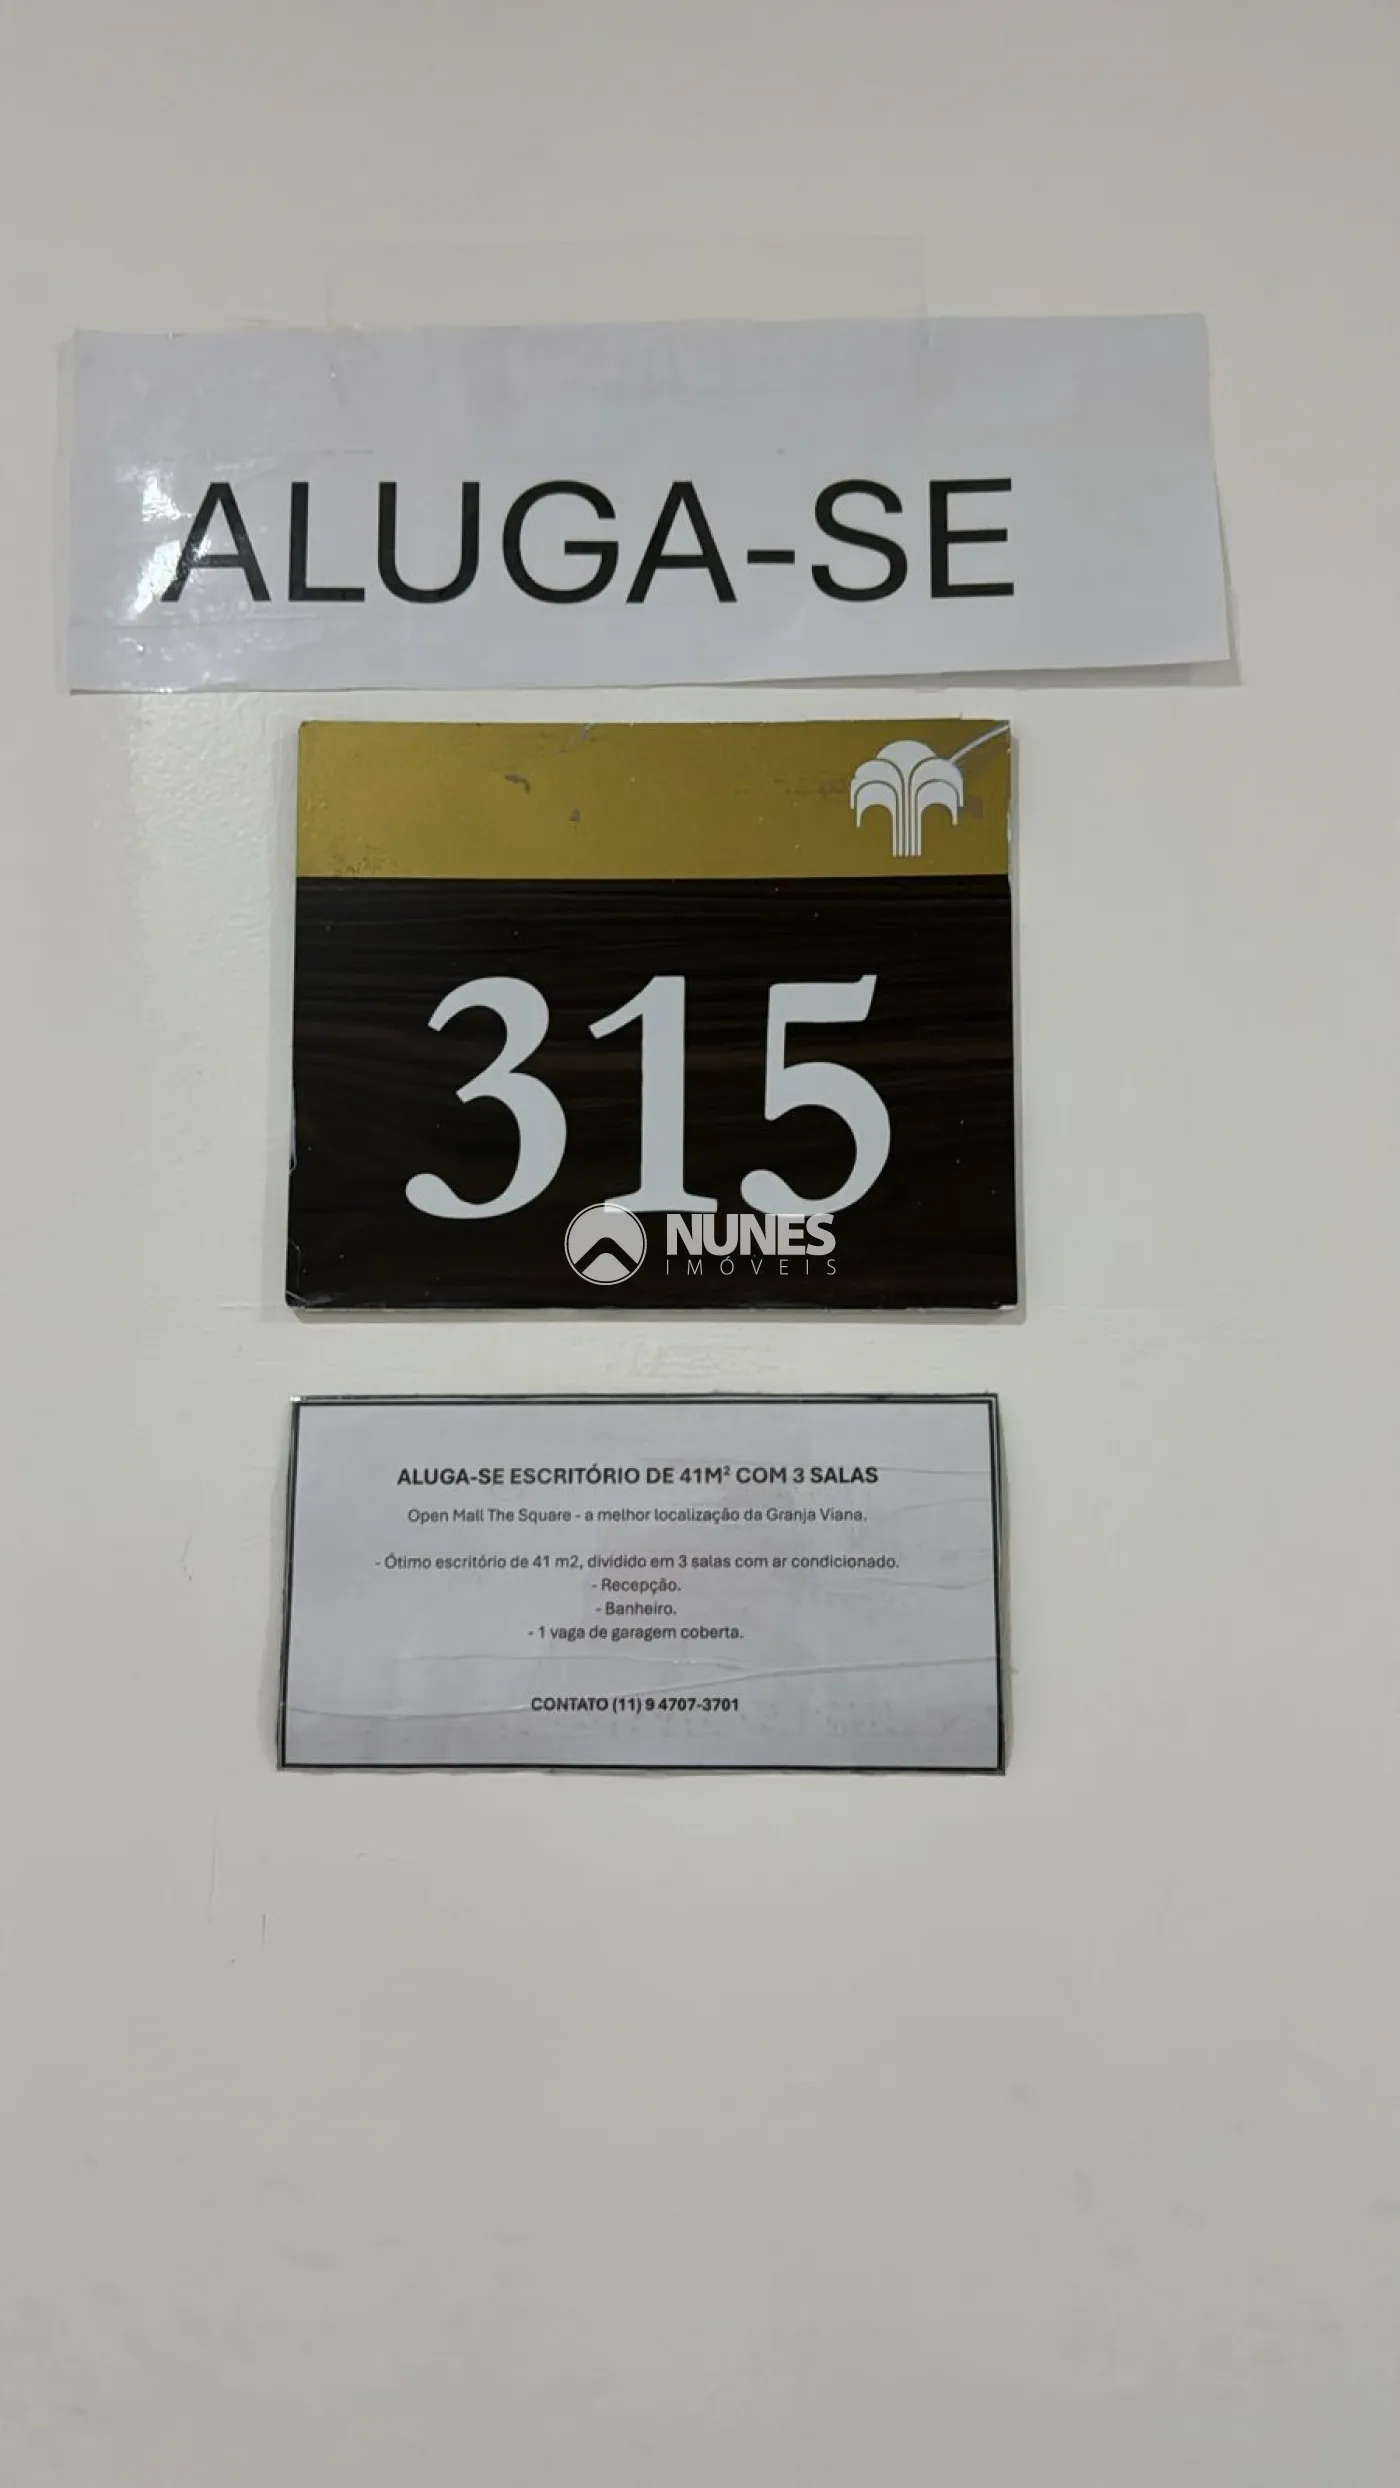 ALUGA-SE
315
NUNES
IMÓVEIS
ALUGA-SE ESCRITÓRIO DE 41M² COM 3 SALAS
Open Mall The Square - a melhor localização da Granja Viana.
- Ótimo escritório de 41 m2, dividido em 3 salas com ar condicionado.
- Recepção.
- Banheiro.
- 1 vaga de garagem coberta.
CONTATO (11) 9 4707-3701